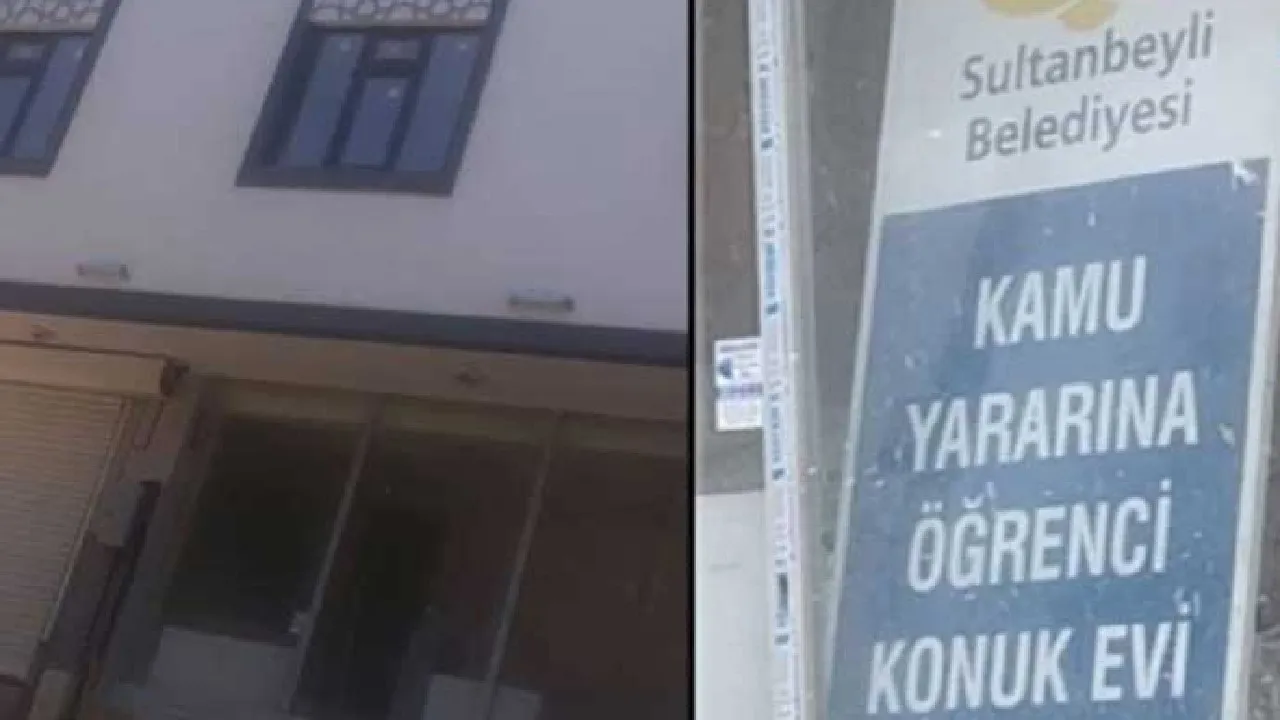 Sultanbeyli
Belediyesi
KAMU
YARARINA
ÖĞRENCİ
KONUK EVİ